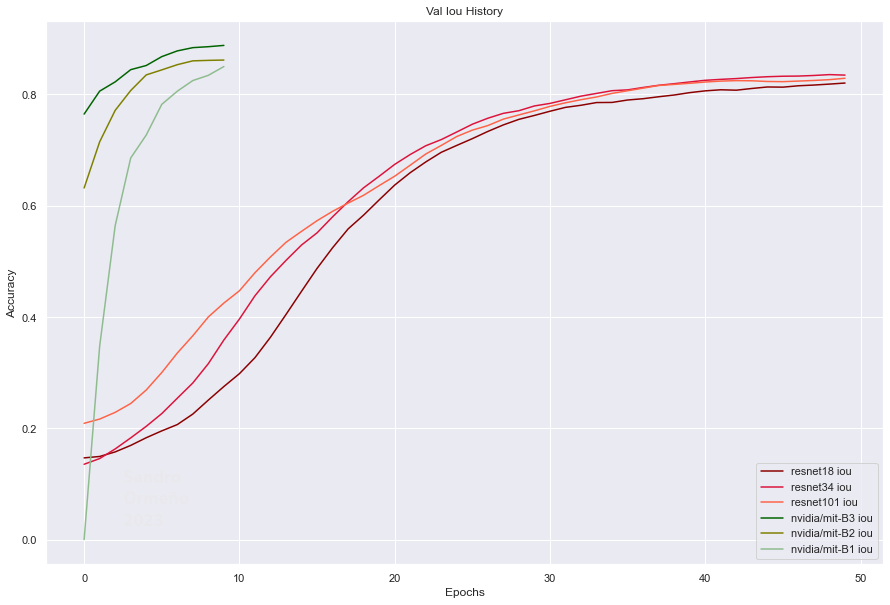 Val Iou History
0.8
0.6
0.4
0.2
0.0
Accuracy
0
10
20
30
40
50
Epochs
resnet18 iou
resnet34 iou
resnet101 iou
nvidia/mit-B3 iou
nvidia/mit-B2 iou
nvidia/mit-B1 iou